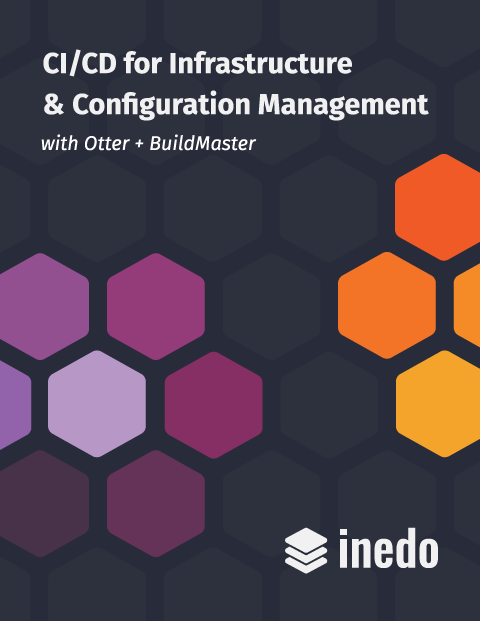 CI/CD for Infrastructure
& Configuration Management
with Otter + BuildMaster
inedo